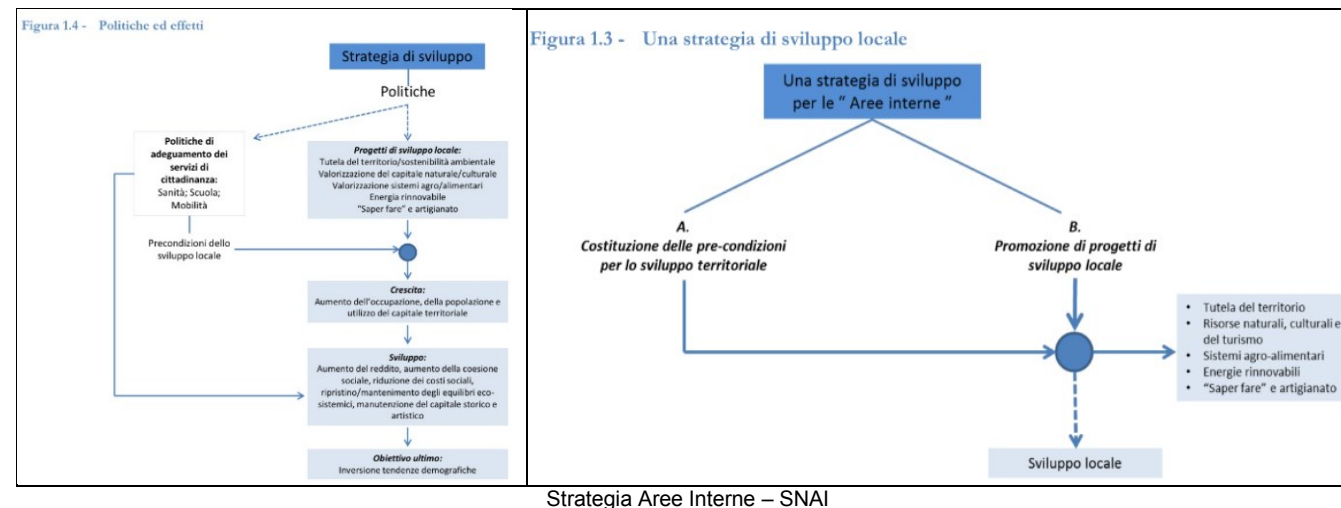 Figura 1.4 - Politiche ed effetti
Strategia di sviluppo
Politiche
Politiche di
adeguamento dei
servizi di
cittadinanza:
Sanità; Scuola;
Mobilità
Progetti di sviluppo locale:
Tutela del territorio/sostenibilità ambientale
Valorizzazione del capitale naturale/culturale
Valorizzazione sistemi agro/alimentari
Energia rinnovabile
"Saper fare" e artigianato
Precondizioni dello
sviluppo locale
Crescita:
Aumento dell'occupazione, della popolazione e
utilizzo del capitale territoriale
Sviluppo:
Aumento del reddito, aumento della coesione
sociale, riduzione dei costi sociali,
ripristino/mantenimento degli equilibri eco-
sistemici, manutenzione del capitale storico e
artistico
Obiettivo ultimo:
Inversione tendenze demografiche
Figura 1.3 - Una strategia di sviluppo locale
Una strategia di sviluppo
per le " Aree interne "
A.
Costituzione delle pre-condizioni
per lo sviluppo territoriale
B.
Promozione di progetti di
sviluppo locale
• Tutela del territorio
• Risorse naturali, culturali e
del turismo
• Sistemi agro-alimentari
• Energie rinnovabili
• "Saper fare" e artigianato
Sviluppo locale
Strategia Aree Interne – SNAI